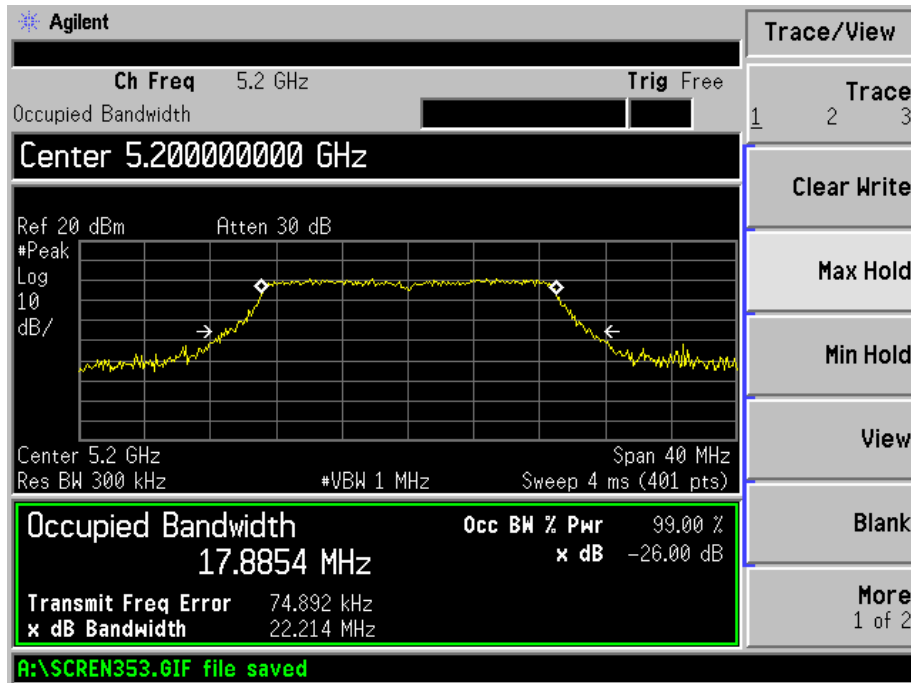 Agilent
Trace/View
Ch Freq 5.2 GHz Trig Free
Occupied Bandwidth
Center 5.200000000 GHz
Ref 20 dBm Atten 30 dB
#Peak
Log
10
dB/
Center 5.2 GHz Span 40 MHz
Res BW 300 kHz #VBW 1 MHz Sweep 4 ms (401 pts)
Occupied Bandwidth
17.8854 MHz
Occ BW % Pwr 99.00 %
x dB -26.00 dB
Transmit Freq Error 74.892 kHz
x dB Bandwidth 22.214 MHz
A:\SCREN353.GIF file saved
Trace
1 2 3
Clear Write
Max Hold
Min Hold
View
Blank
More
1 of 2